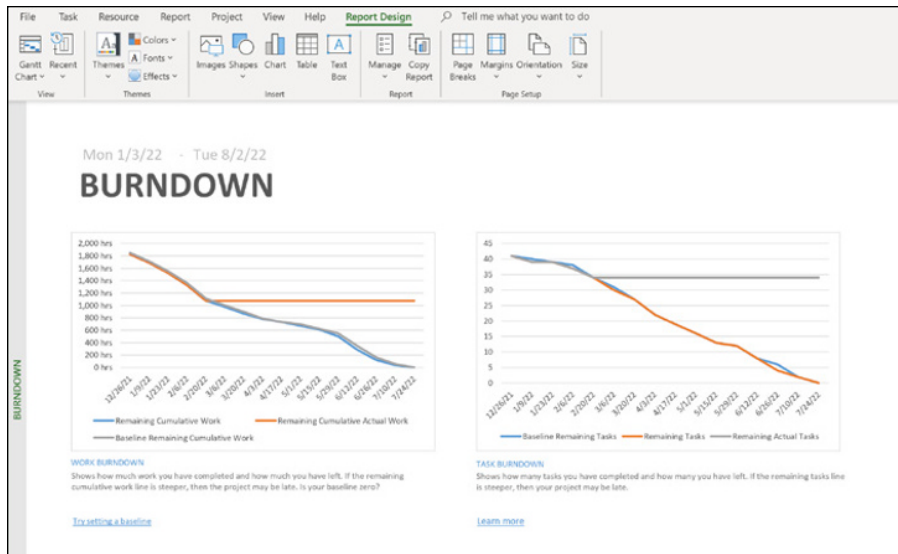 File Task Resource Report Project View Help Report Design Tell me what you want to do
Colors
Fonts
Effects
Gantt Chart Recent Themes Images Shapes Chart Table Text Box Manage Copy Report Page Breaks Margins Orientation Size
View Themes Insert Report Page Setup
Mon 1/3/22 - Tue 8/2/22
BURNDOWN
BURNDOWN
2,000 hrs
1,800 hrs
1,600 hrs
1,400 hrs
1,200 hrs
1,000 hrs
800 hrs
600 hrs
400 hrs
200 hrs
0 hrs
12/26/21 1/9/22 1/23/22 2/6/22 2/20/22 3/6/22 3/20/22 4/3/22 4/17/22 5/1/22 5/15/22 5/29/22 6/12/22 6/26/22 7/10/22 7/24/22
Remaining Cumulative Work Remaining Cumulative Actual Work
Baseline Remaining Cumulative Work
WORK BURNDOWN
Shows how much work you have completed and how much you have left. If the remaining
cumulative work line is steeper, then the project may be late. Is your baseline zero?
Try setting a baseline
45
40
35
30
25
20
15
10
5
0
12/26/21 1/9/22 1/23/22 2/6/22 2/20/22 3/6/22 3/20/22 4/3/22 4/17/22 5/1/22 5/15/22 5/29/22 6/12/22 6/26/22 7/10/22 7/24/22
Baseline Remaining Tasks Remaining Tasks Remaining Actual Tasks
TASK BURNDOWN
Shows how many tasks you have completed and how many you have left. If the remaining tasks line
is steeper, then your project may be late.
Learn more